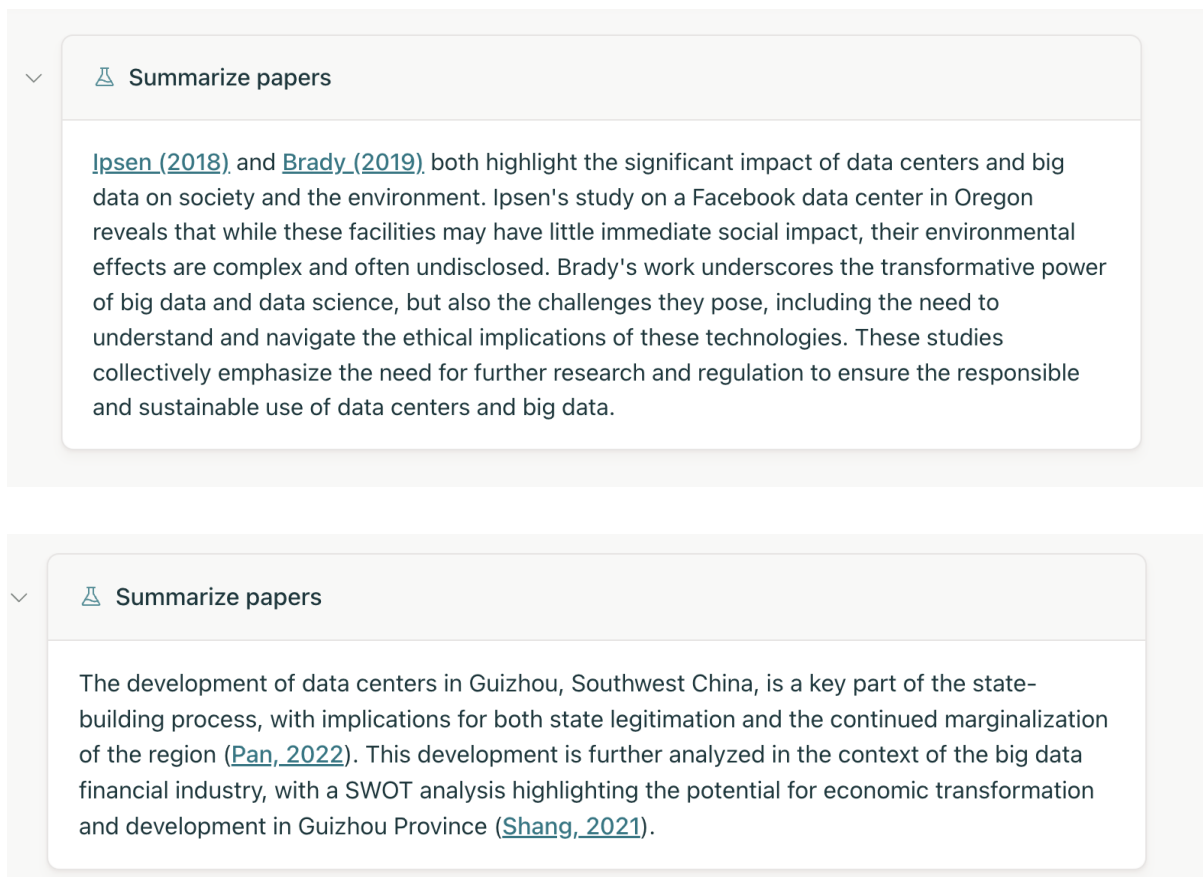 Summarize papers
Ipsen (2018) and Brady (2019) both highlight the significant impact of data centers and big
data on society and the environment. Ipsen's study on a Facebook data center in Oregon
reveals that while these facilities may have little immediate social impact, their environmental
effects are complex and often undisclosed. Brady's work underscores the transformative power
of big data and data science, but also the challenges they pose, including the need to
understand and navigate the ethical implications of these technologies. These studies
collectively emphasize the need for further research and regulation to ensure the responsible
and sustainable use of data centers and big data.
Summarize papers
The development of data centers in Guizhou, Southwest China, is a key part of the state-
building process, with implications for both state legitimation and the continued marginalization
of the region (Pan, 2022). This development is further analyzed in the context of the big data
financial industry, with a SWOT analysis highlighting the potential for economic transformation
and development in Guizhou Province (Shang, 2021).